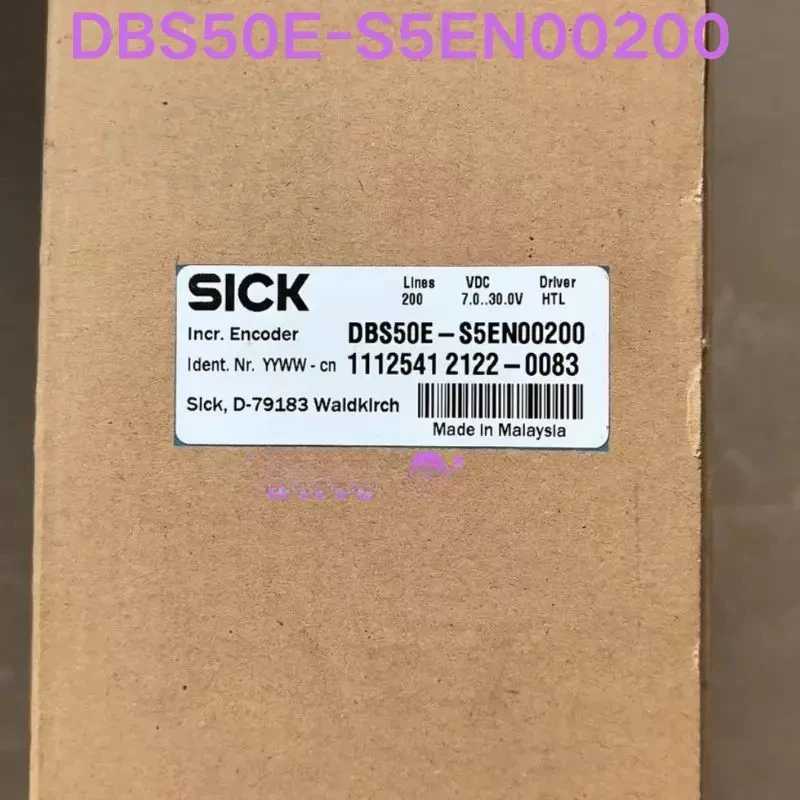 DBS50E-S5EN00200
SICK
Lines VDC Driver
200 7.0..30.0V HTL
Incr. Encoder DBS50E-S5EN00200
Ident. Nr. YYWW-cn 1112541 2122-0083
Sick, D-79183 Waldkirch
Made in Malaysia